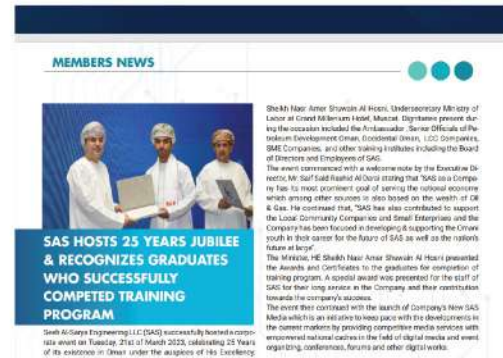 MEMBERS NEWS
SAS HOSTS 25 YEARS JUBILEE
& RECOGNIZES GRADUATES
WHO SUCCESSFULLY
COMPETED TRAINING
PROGRAM
Seeh Al-Sarya Engineering LLC (SAS) successfully hosted a corpo-
rate event on Tuesday, 21st of March 2023, celebrating 25 Years
of its existence in Oman under the auspices of His Excellency
Sheikh Nasr Amer Shuwain Al Hosni, Undersecretary Ministry of
Labor at Grand Millenium Hotel, Muscat. Dignitaries present dur-
ing the occasion included the Ambassador, Senior Officials of Pe-
troleum Development Oman, Occidental Oman, LCC Companies,
SME Companies, and other training institutes including the Board
of Directors and Employees of SAS.
The event commenced with a welcome note by the Executive Di-
rector, Mr. Saif Said Rashid Al stating that "SAS as a Compa-
ny has its most prominent goal of serving the national economy
which among other sources is also based on the wealth of Oil
& Gas. He continued that, "SAS has also contributed to support
the Local Community Companies and Small Enterprises and the
Company has been focused in developing & supporting the Omani
youth in their career for the future of SAS as well as the nation's
future at large".
The Minister, HE Sheikh Nasr Amer Shuwain Al Hosni presented
the Awards and Certificates to the graduates for completion of
training program. A special award was presented for the staff of
SAS for their long service in the Company and their contribution
towards the company's success.
The event then continued with the launch of Company's New SAS
Media which is an initiative to keep pace with the developments in
the current markets by providing competitive media services with
empowered national cadres in the field of digital media and event
organizing, conferences, forums and other digital works.